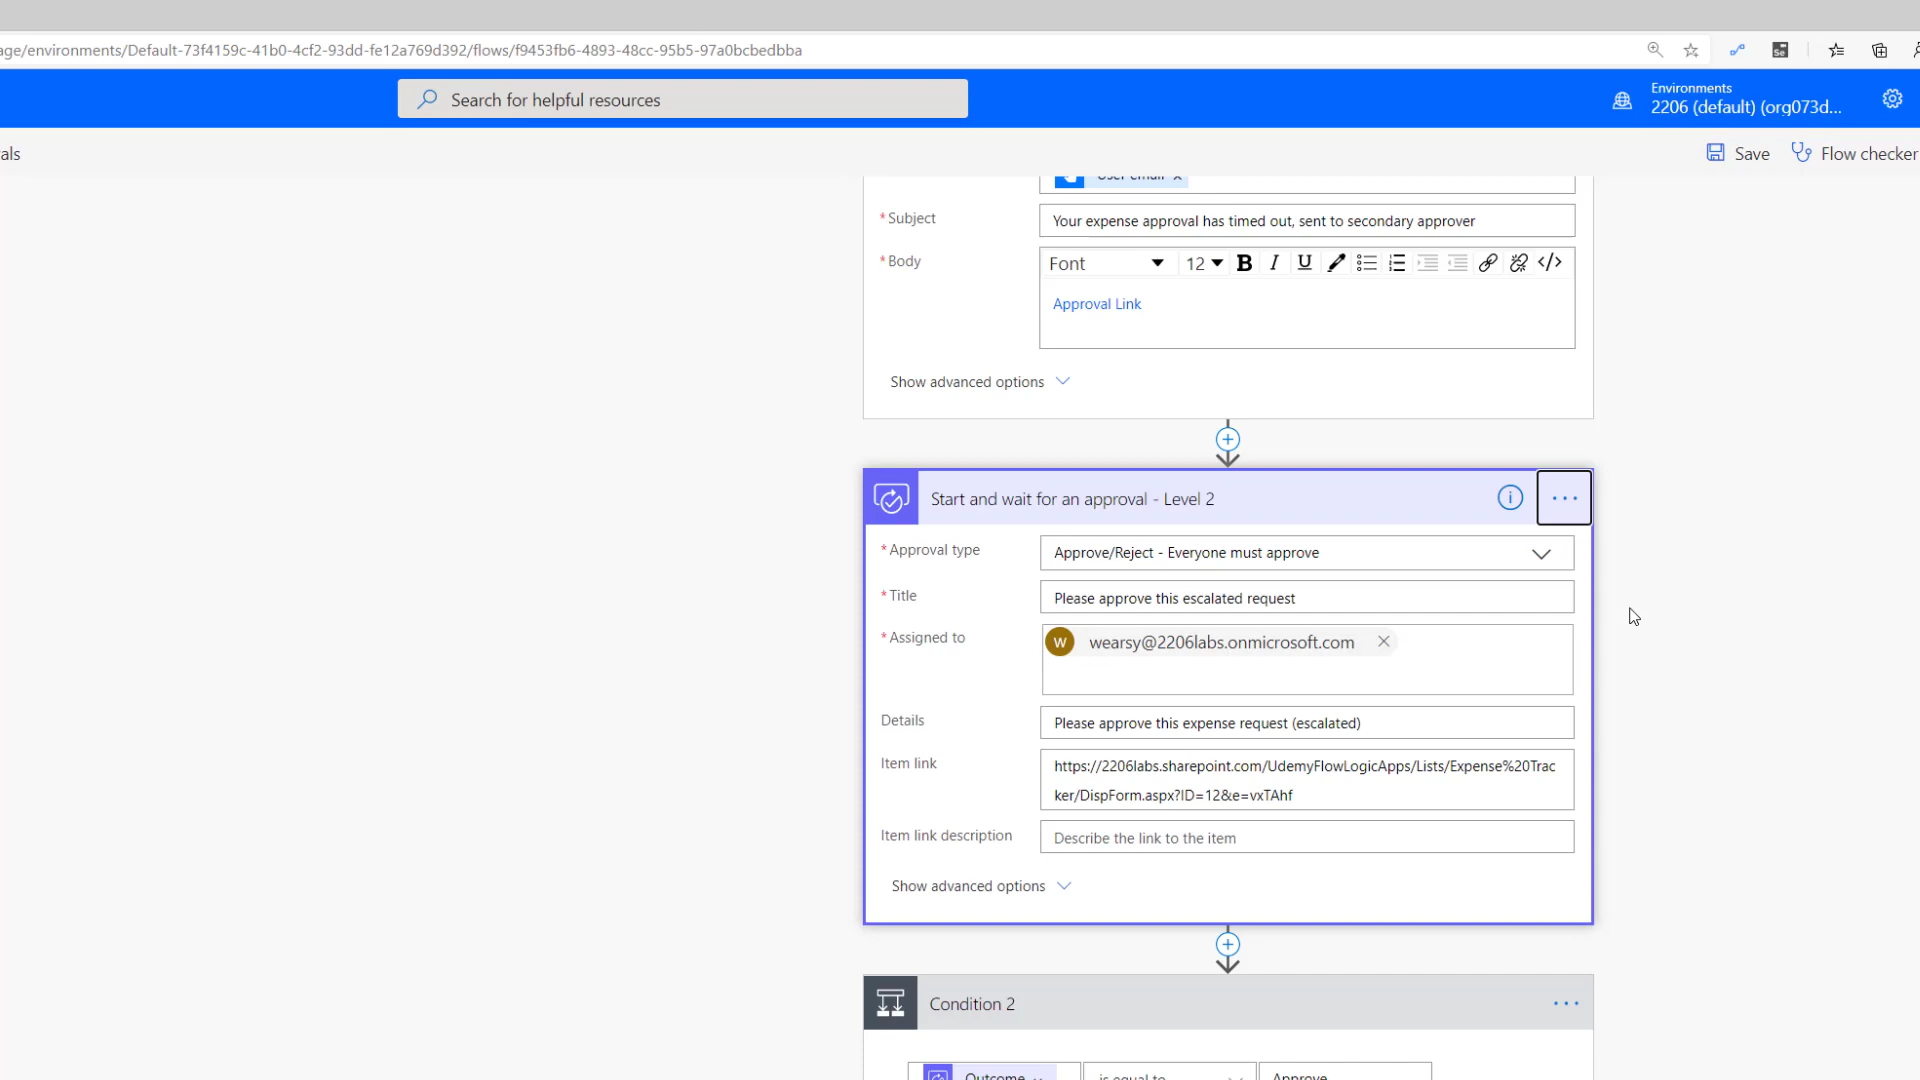 age/environments/Default-73f4159c-41b0-4cf2-93dd-fe12a769d392/flows/f9453fb6-4893-48cc-95b5-97a0bcbedbba
Search for helpful resources
Environments
2206 (default) (org073d...
als
Save
Flow checker
User email
* Subject
Your expense approval has timed out, sent to secondary approver
* Body
Font
12
B
I
U
</>
Approval Link
Show advanced options
Start and wait for an approval - Level 2
* Approval type
Approve/Reject - Everyone must approve
* Title
Please approve this escalated request
* Assigned to
W
wearsy@2206labs.onmicrosoft.com
Details
Please approve this expense request (escalated)
Item link
https://2206labs.sharepoint.com/UdemyFlowLogicApps/Lists/Expense%20Trac
ker/DispForm.aspx?ID=12&e=vxTAhf
Item link description
Describe the link to the item
Show advanced options
Condition 2
Outcome
is equal to
Approve